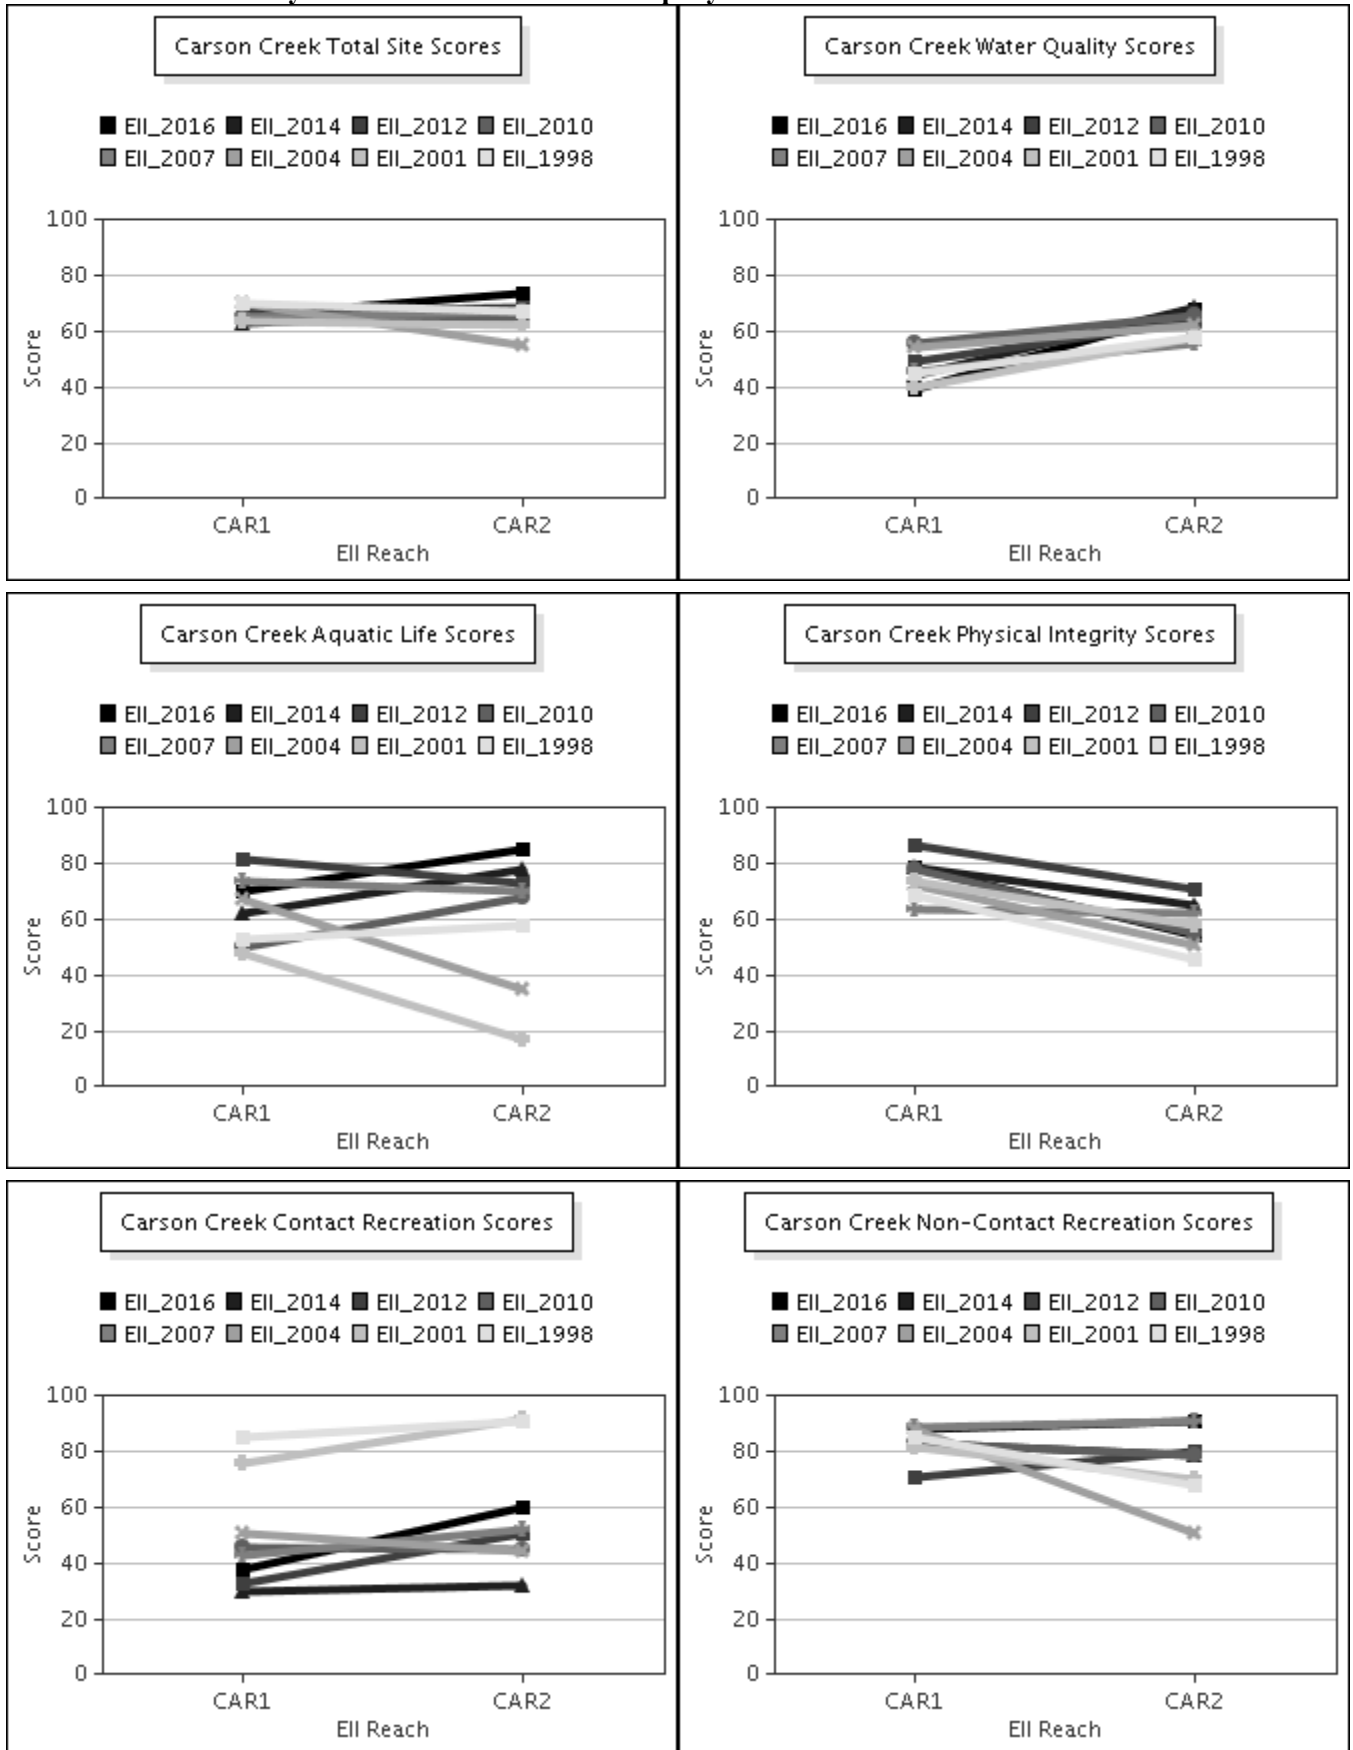 Carson Creek Total Site Scores
EII_2016 EII_2014 EII_2012 EII_2010
EII_2007 EII_2004 EII_2001 EII_1998
100
80
60
40
20
0
Score
CAR1 CAR2
EII Reach
Carson Creek Water Quality Scores
EII_2016 EII_2014 EII_2012 EII_2010
EII_2007 EII_2004 EII_2001 EII_1998
100
80
60
40
20
0
Score
CAR1 CAR2
EII Reach
Carson Creek Aquatic Life Scores
EII_2016 EII_2014 EII_2012 EII_2010
EII_2007 EII_2004 EII_2001 EII_1998
100
80
60
40
20
0
Score
CAR1 CAR2
EII Reach
Carson Creek Physical Integrity Scores
EII_2016 EII_2014 EII_2012 EII_2010
EII_2007 EII_2004 EII_2001 EII_1998
100
80
60
40
20
0
Score
CAR1 CAR2
EII Reach
Carson Creek Contact Recreation Scores
EII_2016 EII_2014 EII_2012 EII_2010
EII_2007 EII_2004 EII_2001 EII_1998
100
80
60
40
20
0
Score
CAR1 CAR2
EII Reach
Carson Creek Non-Contact Recreation Scores
EII_2016 EII_2014 EII_2012 EII_2010
EII_2007 EII_2004 EII_2001 EII_1998
100
80
60
40
20
0
Score
CAR1 CAR2
EII Reach